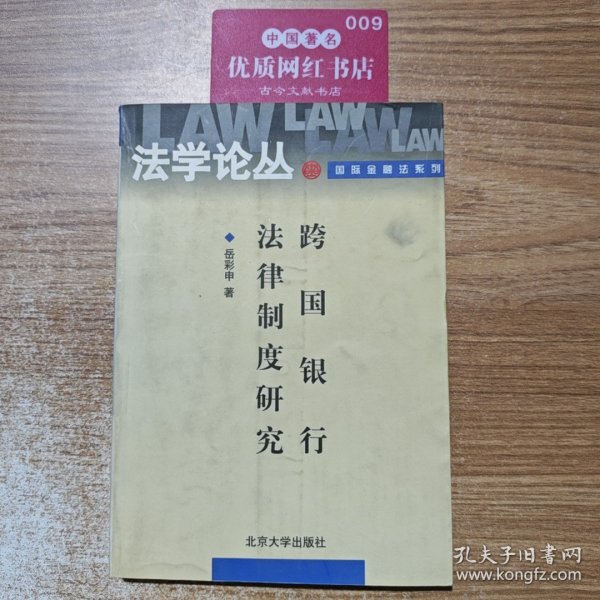 009
中国著名
优质网红书店
古今文献书店
LAW LAW LAW LAW
法学论丛
国际金融法系列
跨国银行
法律制度研究
◆ 岳彩申 著
北京大学出版社
孔夫子旧书网
www.kongfz.com